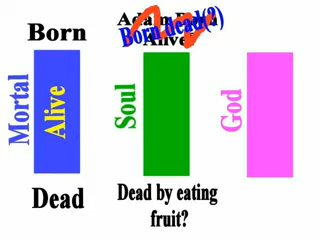 Born
Adam
Alive
Born dead(?)
Mortal
Alive
Soul
God
Dead
Dead by eating
fruit?